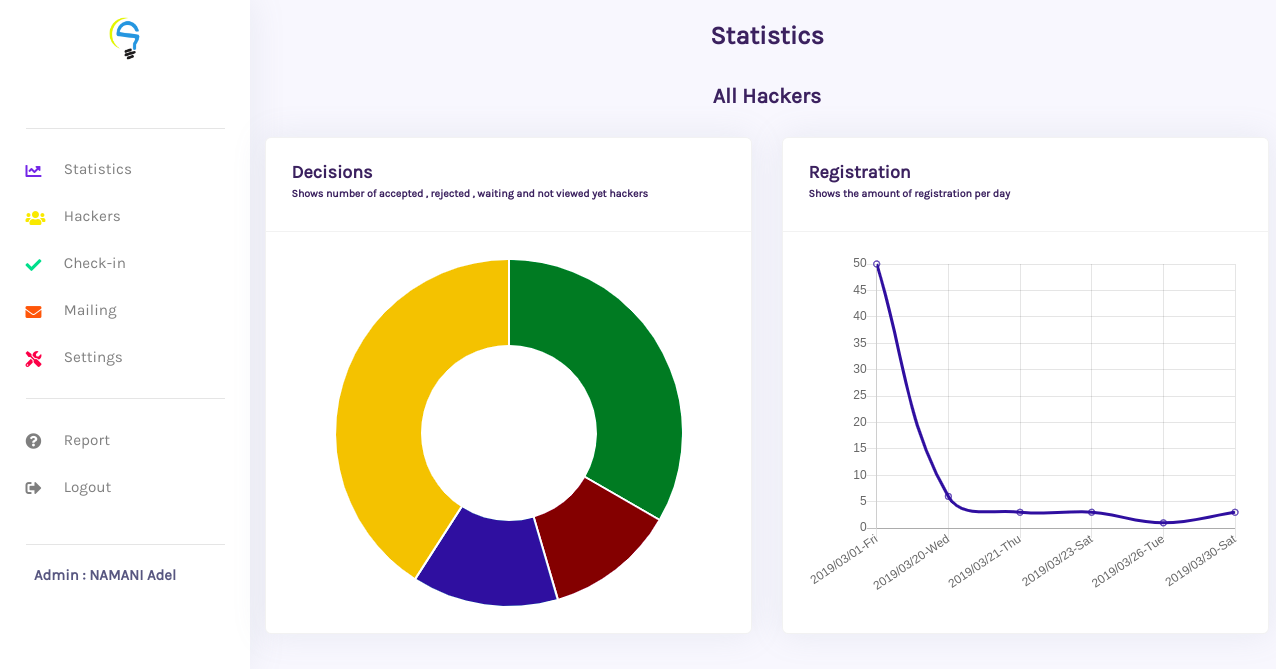 Statistics
Hackers
Check-in
Mailing
Settings
Report
Logout
Admin : NAMANI Adel
Statistics
All Hackers
Decisions
Shows number of accepted , rejected , waiting and not viewed yet hackers
Registration
Shows the amount of registration per day
50
45
40
35
30
25
20
15
10
5
0
2019/03/01-Fri
2019/03/20-Wed
2019/03/21-Thu
2019/03/23-Sat
2019/03/26-Tue
2019/03/30-Sat